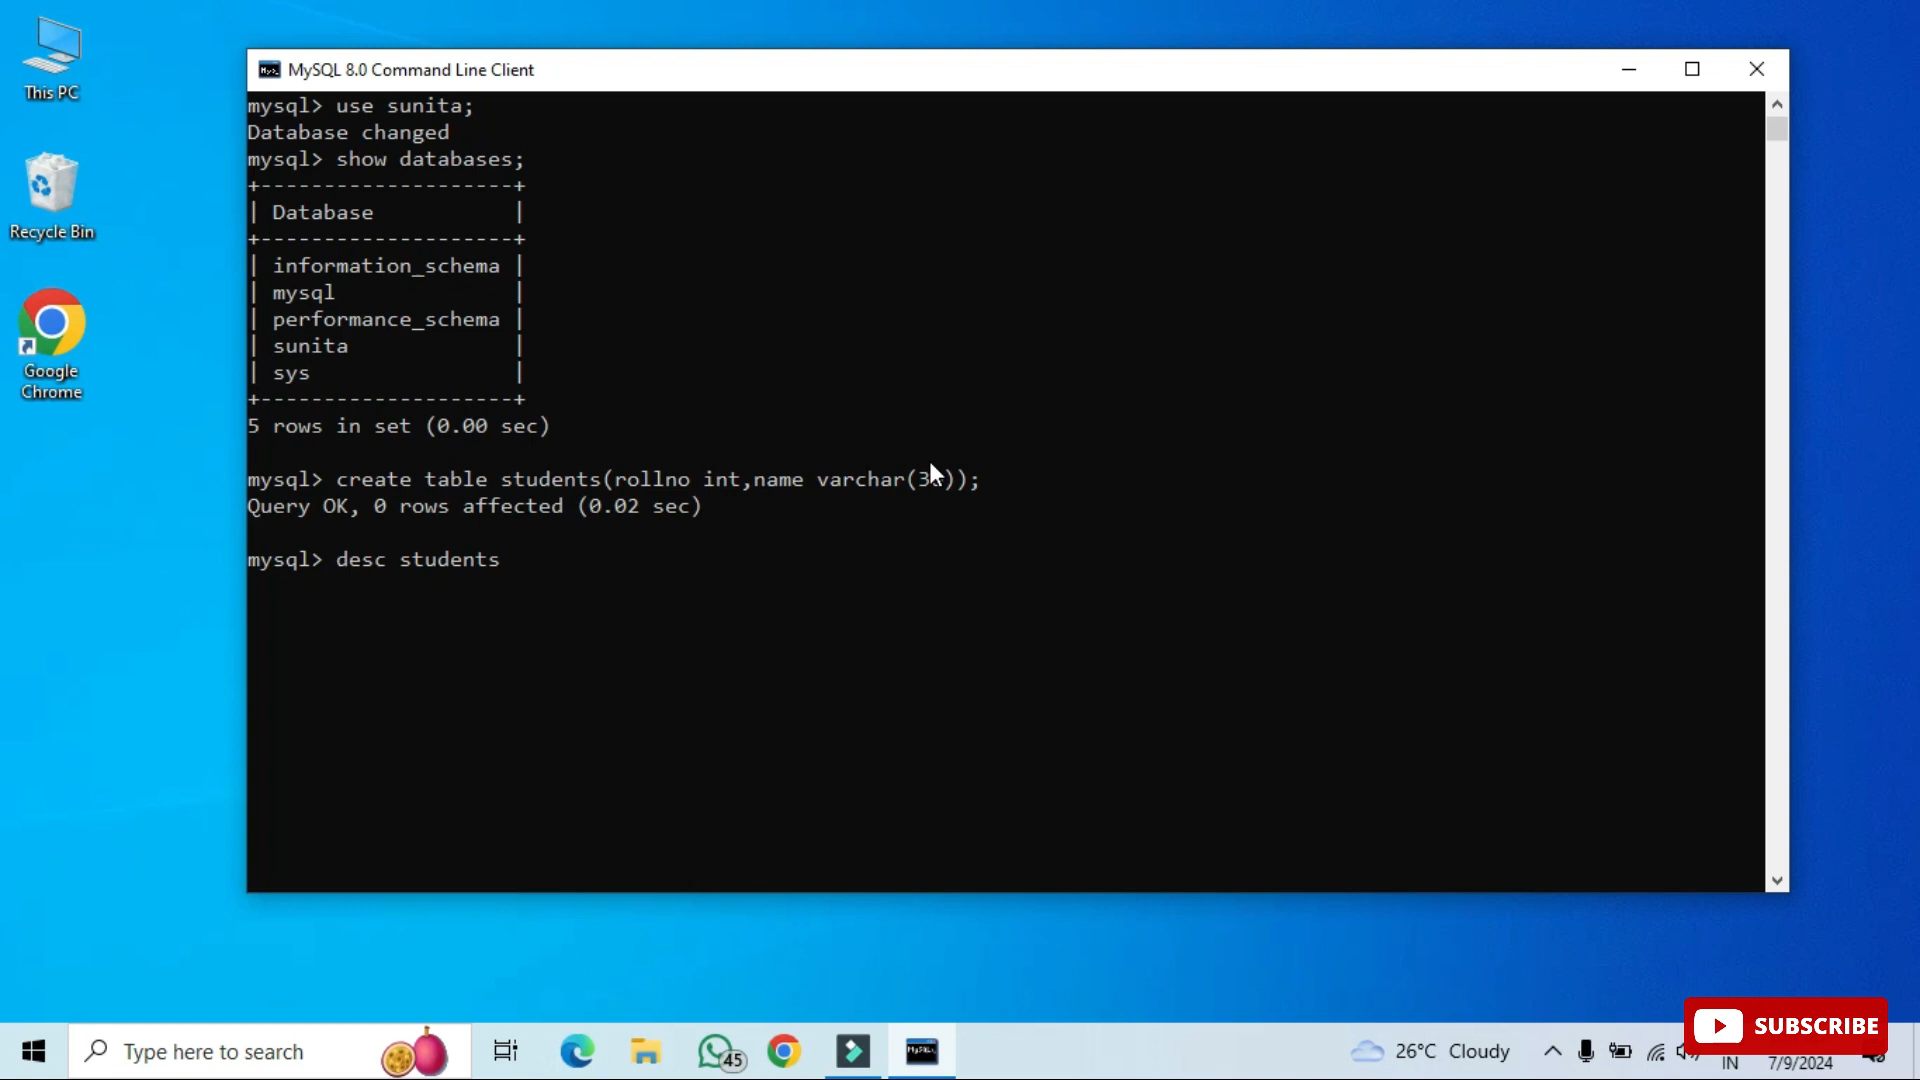 This PC
Recycle Bin
Google
Chrome
MySQL 8.0 Command Line Client
mysql> use sunita;
Database changed
mysql> show databases;
+--------------------+
| Database           |
+--------------------+
| information_schema |
| mysql              |
| performance_schema |
| sunita             |
| sys                |
+--------------------+
5 rows in set (0.00 sec)
mysql> create table students(rollno int,name
Query OK, 0 rows affected (0.02 sec)
mysql> desc students
Type here to search
45
MySQL
26°C Cloudy
IN
7/9/2024
SUBSCRIBE